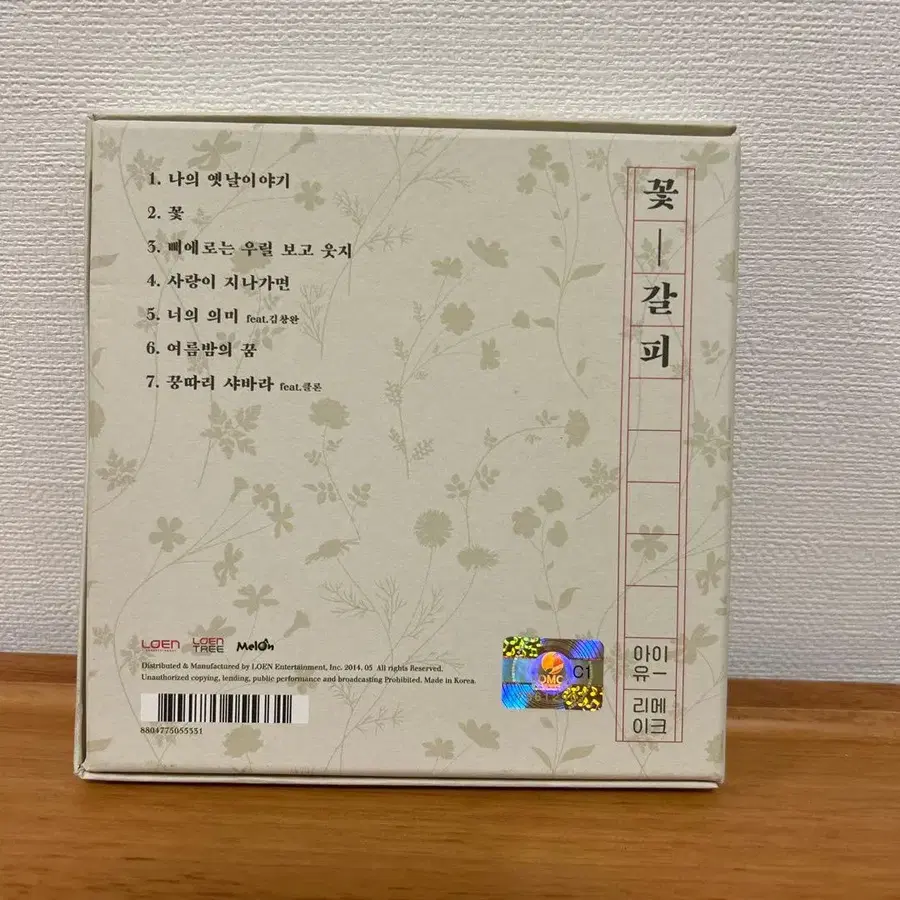 1. 나의 옛날이야기
2. 꽃
3. 삐에로는 우릴 보고 웃지
4. 사랑이 지나가면
5. 너의 의미 feat.김창완
6. 여름밤의 꿈
7. 꿍따리 샤바라 feat.클론
꽃
—
갈
피
아이
유—
리메
이크
LOEN
LOEN
TREE
Melon
Distributed & Manufactured by LOEN Entertainment, Inc. 2014. 05 All rights Reserved.
Unauthorized copying, lending, public performance and broadcasting Prohibited. Made in Korea.
8804775055331
OMC
C1